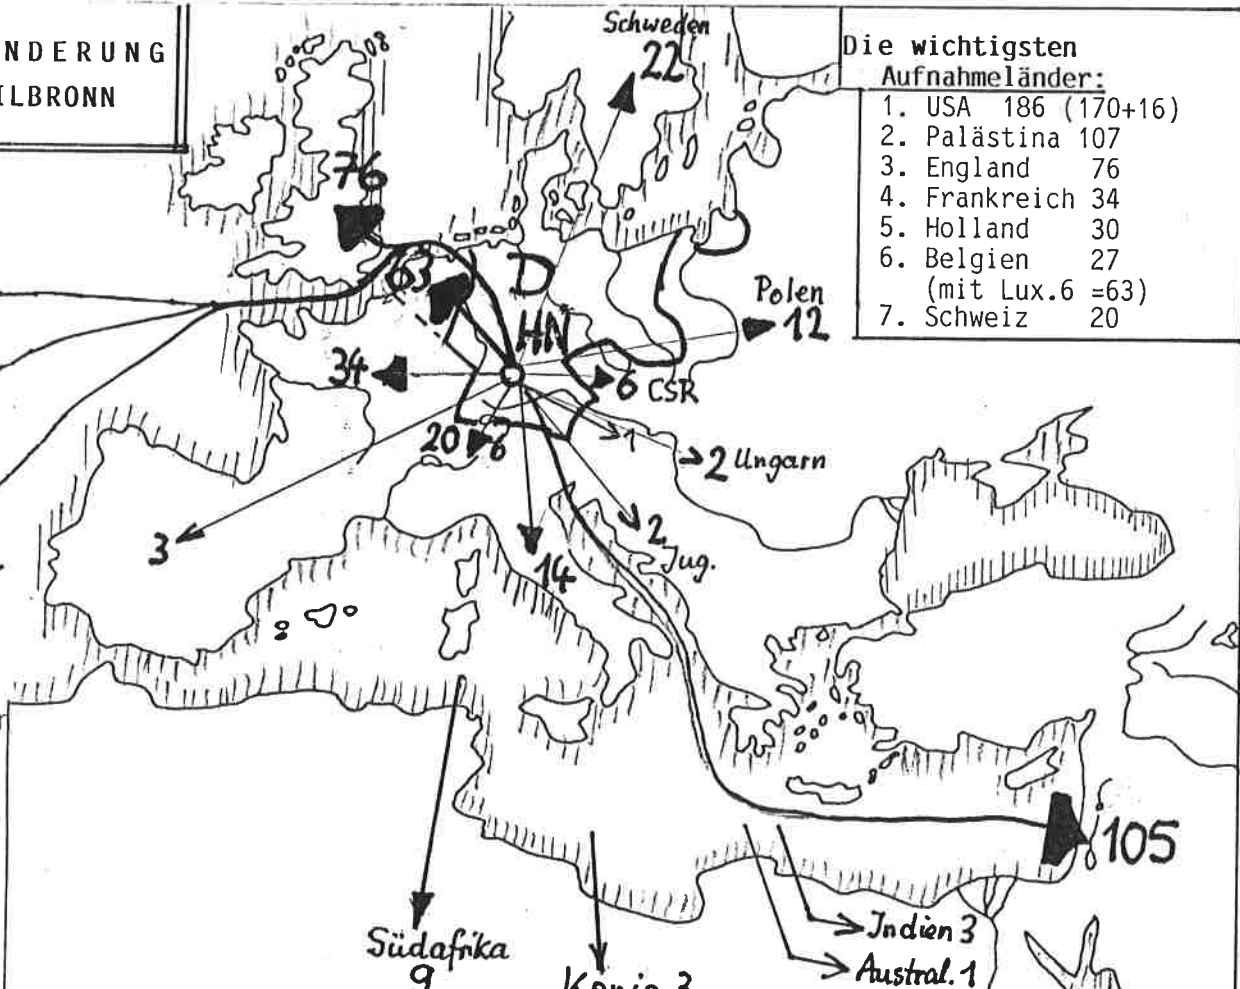 NDERUNG
ILBRONN
Die wichtigsten
Aufnahmeländer:
1. USA 186 (170+16)
2. Palästina 107
3. England 76
4. Frankreich 34
5. Holland 30
6. Belgien 27
(mit Lux.6 =63)
7. Schweiz 20
Schweden
22
76
63
D
HN
Polen
12
34
6 CSR
20
6
1
2 Ungarn
3
2
Jug.
14
105
Südafrika
9
Indien 3
Austral. 1